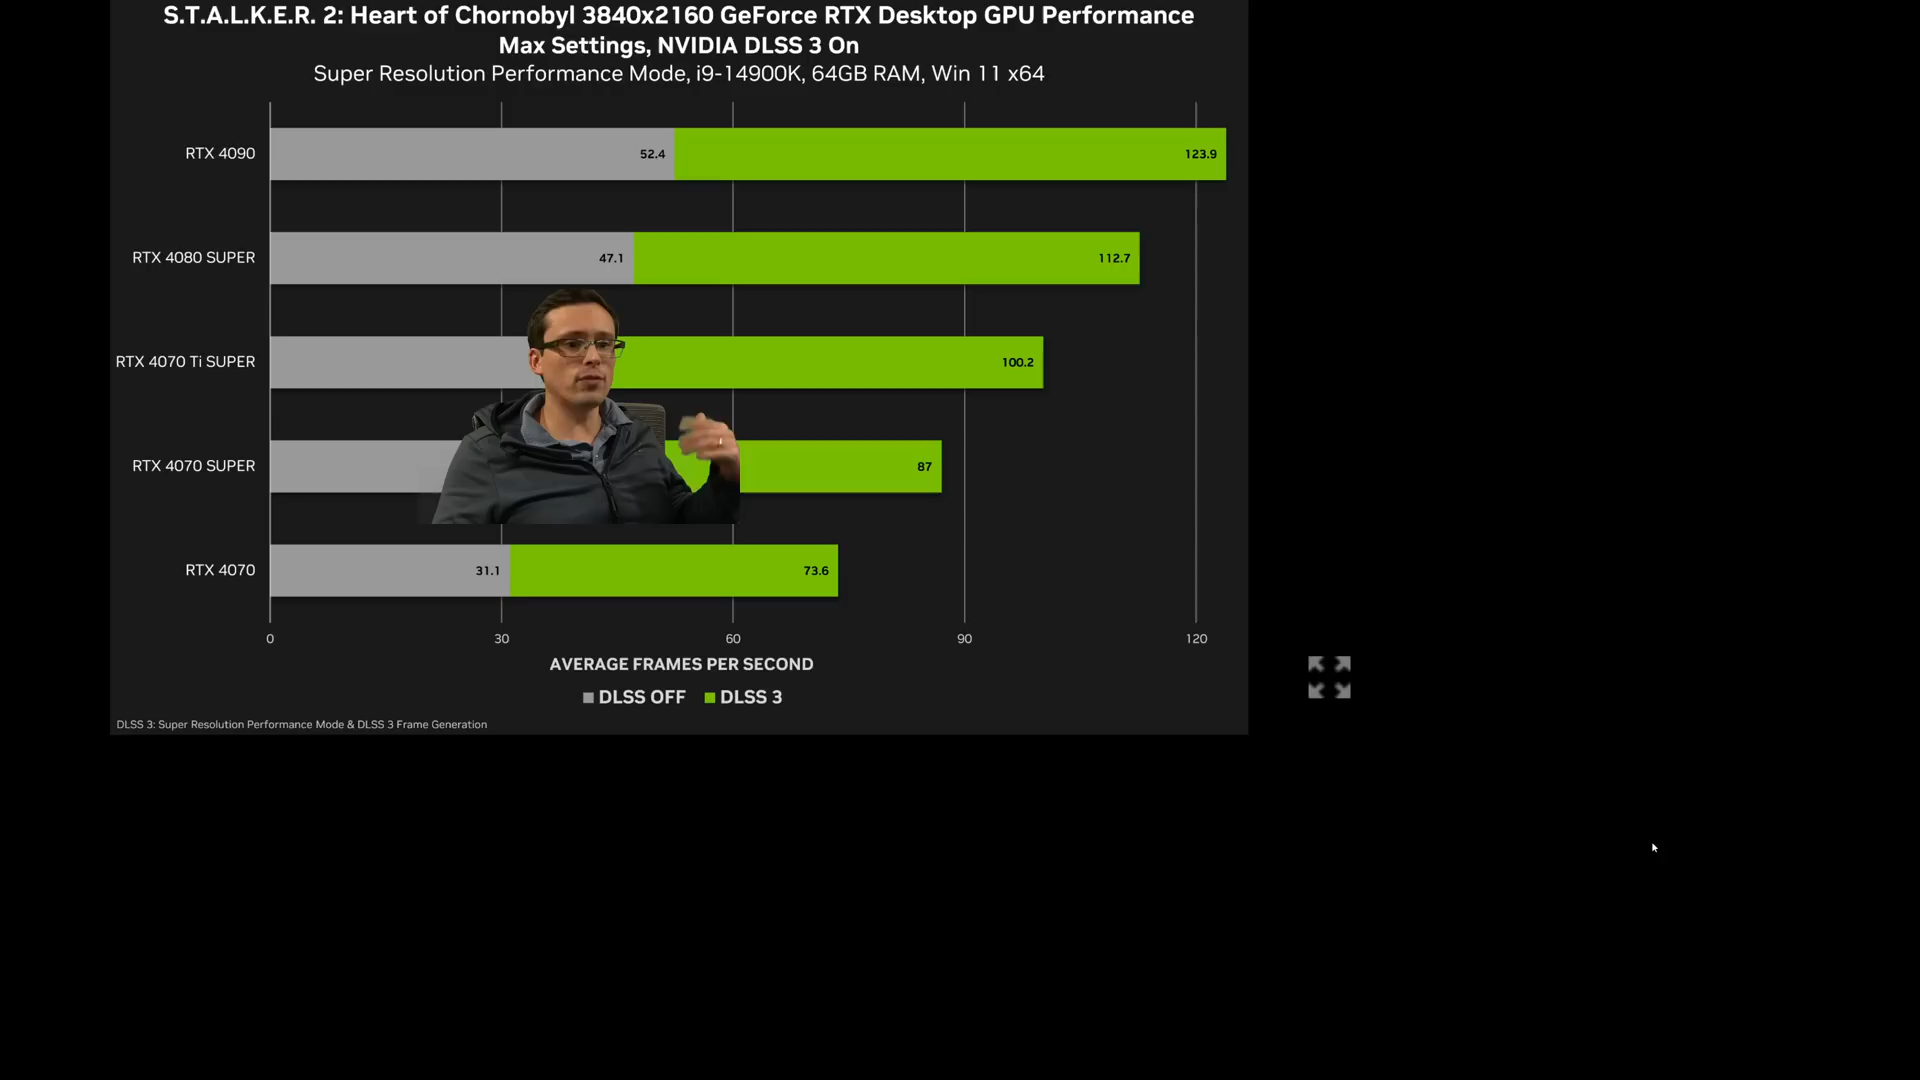 S.T.A.L.K.E.R. 2: Heart of Chornobyl 3840x2160 GeForce RTX Desktop GPU Performance
Max Settings, NVIDIA DLSS 3 On
Super Resolution Performance Mode, i9-14900K, 64GB RAM, Win 11 x64
RTX 4090 52.4 123.9
RTX 4080 SUPER 47.1 112.7
RTX 4070 Ti SUPER 100.2
RTX 4070 SUPER 87
RTX 4070 31.1 73.6
0 30 60 90 120
AVERAGE FRAMES PER SECOND
DLSS OFF DLSS 3
DLSS 3: Super Resolution Performance Mode & DLSS 3 Frame Generation